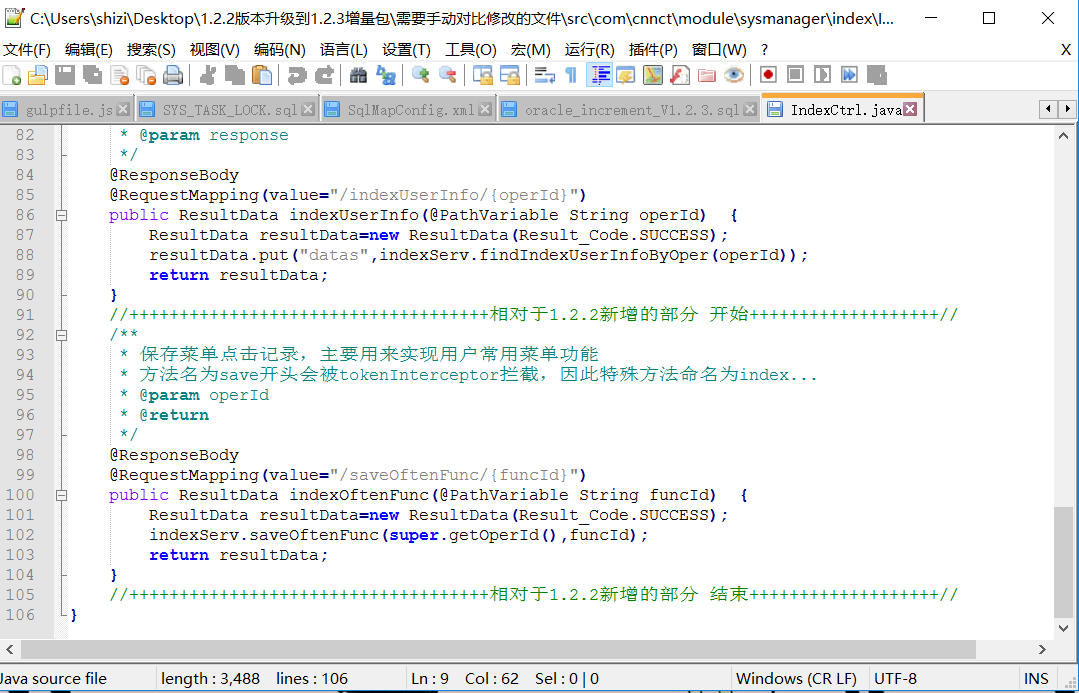 C:\Users\shizi\Desktop\1.2.2版本升级到1.2.3增量包\需要手动对比修改的文件\src\com\cnnct\module\sysmanager\index\I...
文件(F) 编辑(E) 搜索(S) 视图(V) 编码(N) 语言(L) 设置(T) 工具(O) 宏(M) 运行(R) 插件(P) 窗口(W) ? X
gulpfile.js SYS_TASK_LOCK.sql SqlMapConfig.xml oracle_increment_V1.2.3.sql IndexCtrl.java
82 * @param response
83 */
84 @ResponseBody
85 @RequestMapping(value="/indexUserInfo/{operId}")
86 public ResultData indexUserInfo(@PathVariable String operId) {
87 ResultData resultData=new ResultData(Result_Code.SUCCESS);
88 resultData.put("datas",indexServ.findIndexUserInfoByOper(operId));
89 return resultData;
90 }
91 //++++++++++++++++++++++++++++++++++++相对于1.2.2新增的部分 开始+++++++++++++++++++//
92 /**
93 * 保存菜单点击记录，主要用来实现用户常用菜单功能
94 * 方法名为save开头会被tokenInterceptor拦截，因此特殊方法命名为index...
95 * @param operId
96 * @return
97 */
98 @ResponseBody
99 @RequestMapping(value="/saveOftenFunc/{funcId}")
100 public ResultData indexOftenFunc(@PathVariable String funcId) {
101 ResultData resultData=new ResultData(Result_Code.SUCCESS);
102 indexServ.saveOftenFunc(super.getOperId(),funcId);
103 return resultData;
104 }
105 //++++++++++++++++++++++++++++++++++++相对于1.2.2新增的部分 结束+++++++++++++++++++//
106 }
Java source file length : 3,488 lines : 106 Ln : 9 Col : 62 Sel : 0 | 0 Windows (CR LF) UTF-8 INS